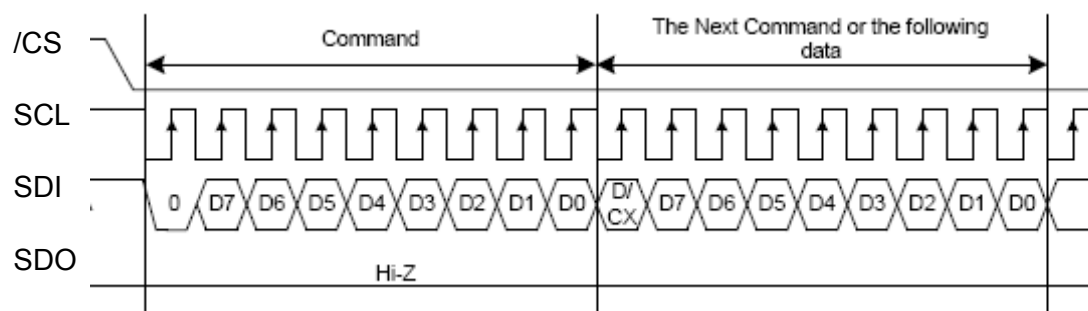 /CS
Command
The Next Command or the following
data
SCL
SDI
0 D7 D6 D5 D4 D3 D2 D1 D0 D/ D7 D6 D5 D4 D3 D2 D1 D0
CX
SDO
Hi-Z